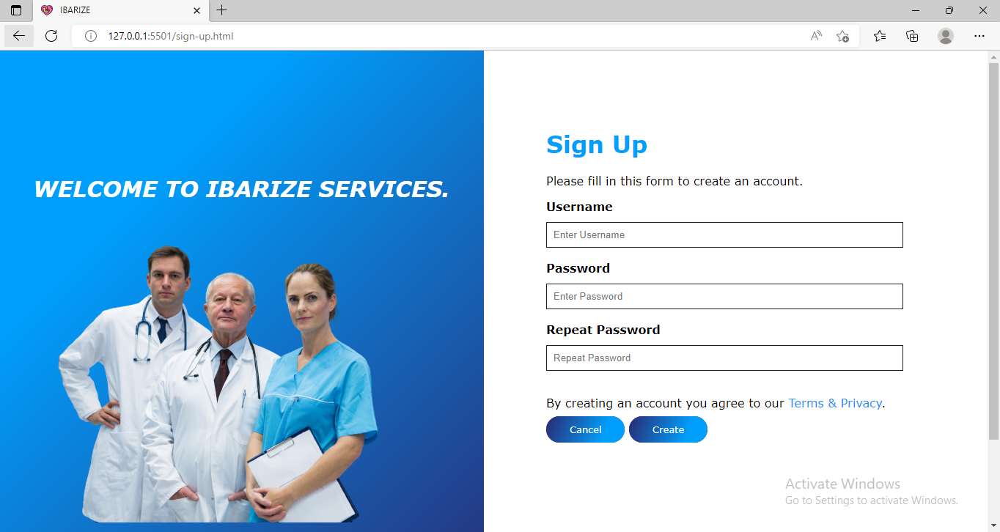 IBARIZE
127.0.0.1:5501/sign-up.html
WELCOME TO IBARIZE SERVICES.
Sign Up
Please fill in this form to create an account.
Username
Enter Username
Password
Enter Password
Repeat Password
Repeat Password
By creating an account you agree to our Terms & Privacy.
Cancel Create
Activate Windows
Go to Settings to activate Windows.